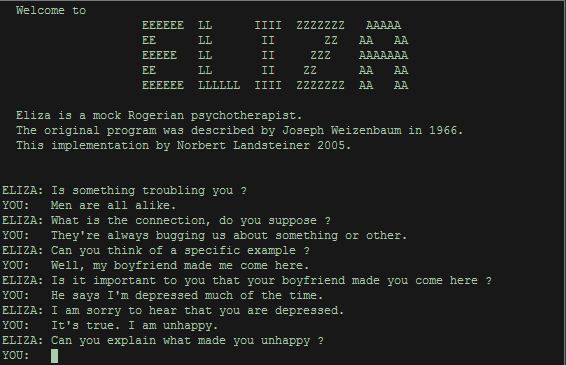 Welcome to
EEEEEE LL IIII ZZZZZZZ AAAAA
EE LL II ZZ AA AA
EEEEE LL II ZZZ AAAAAAA
EE LL II ZZ AA AA
EEEEEE LLLLLL IIII ZZZZZZZ AA AA
Eliza is a mock Rogerian psychotherapist.
The original program was described by Joseph Weizenbaum in 1966.
This implementation by Norbert Landsteiner 2005.
ELIZA: Is something troubling you ?
YOU: Men are all alike.
ELIZA: What is the connection, do you suppose ?
YOU: They're always bugging us about something or other.
ELIZA: Can you think of a specific example ?
YOU: Well, my boyfriend made me come here.
ELIZA: Is it important to you that your boyfriend made you come here ?
YOU: He says I'm depressed much of the time.
ELIZA: I am sorry to hear that you are depressed.
YOU: It's true. I am unhappy.
ELIZA: Can you explain what made you unhappy ?
YOU: